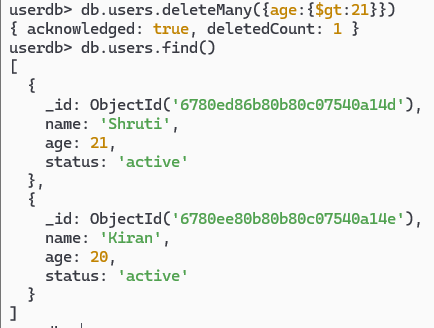 userdb> db.users.deleteMany({age:{$gt:21}})
{ acknowledged: true, deletedCount: 1 }
userdb> db.users.find()
[
  {
    _id: ObjectId('6780ed86b80b80c07540a14d'),
    name: 'Shruti',
    age: 21,
    status: 'active'
  },
  {
    _id: ObjectId('6780ee80b80b80c07540a14e'),
    name: 'Kiran',
    age: 20,
    status: 'active'
  }
]